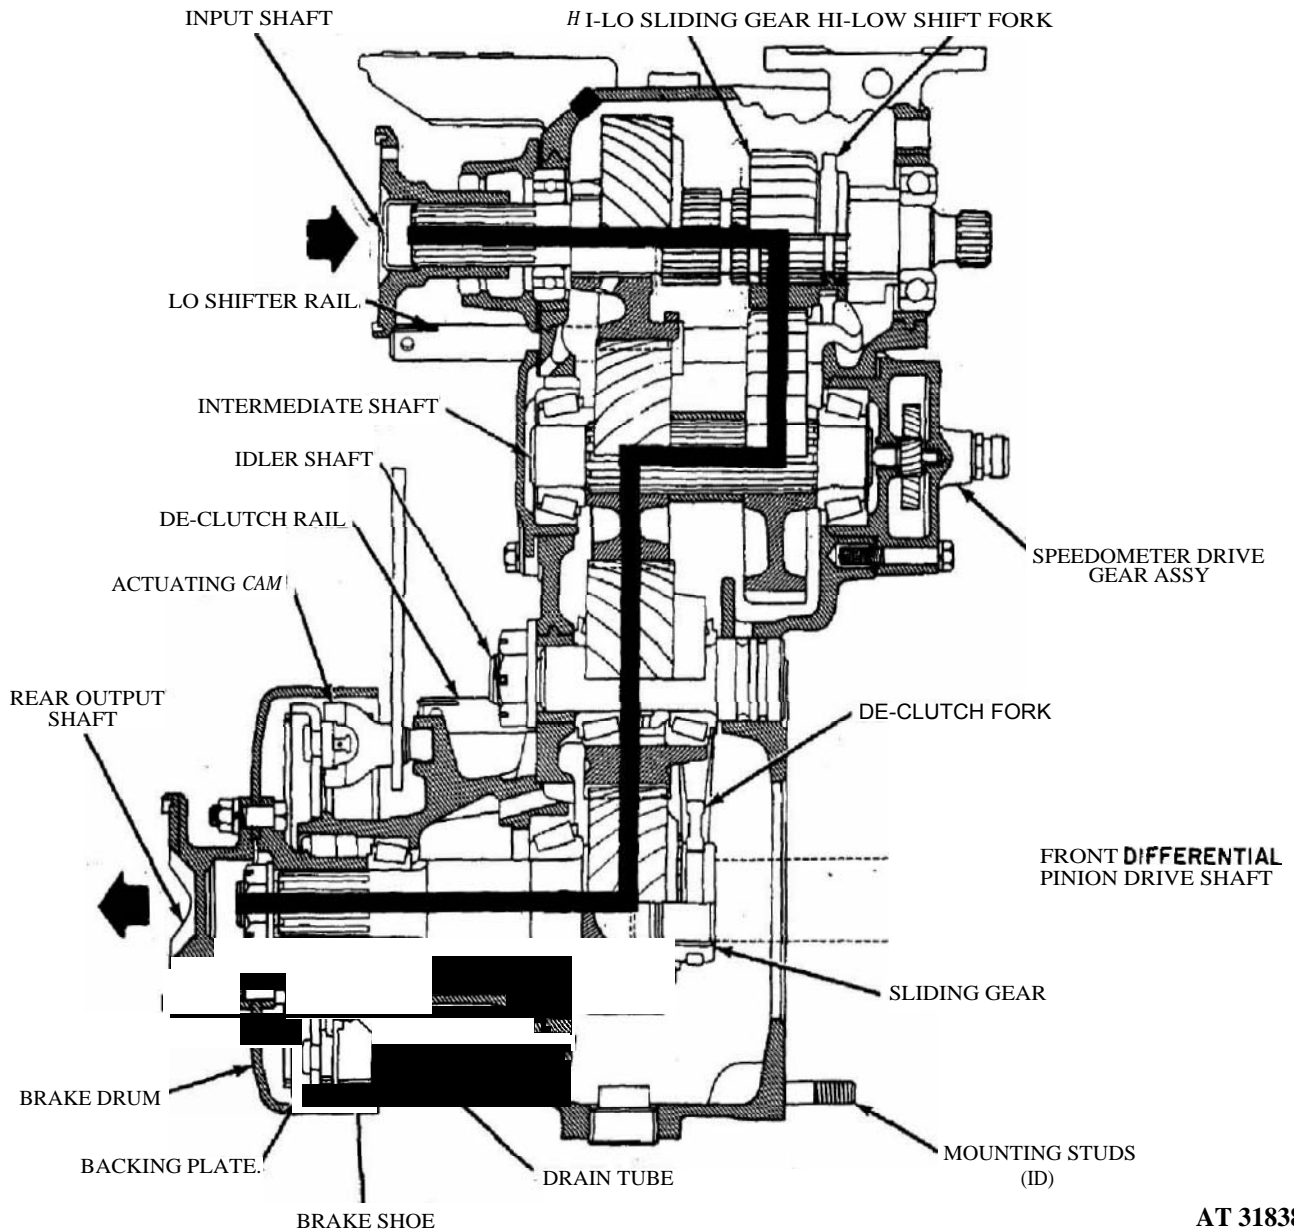 INPUT SHAFT
H I-LO SLIDING GEAR HI-LOW SHIFT FORK
LO SHIFTER RAIL
INTERMEDIATE SHAFT
IDLER SHAFT
DE-CLUTCH RAIL
SPEEDOMETER DRIVE
GEAR ASSY
ACTUATING CAM
REAR OUTPUT
SHAFT
DE-CLUTCH FORK
FRONT DIFFERENTIAL
PINION DRIVE SHAFT
SLIDING GEAR
BRAKE DRUM
MOUNTING STUDS
(ID)
BACKING PLATE.
DRAIN TUBE
BRAKE SHOE
AT 31838